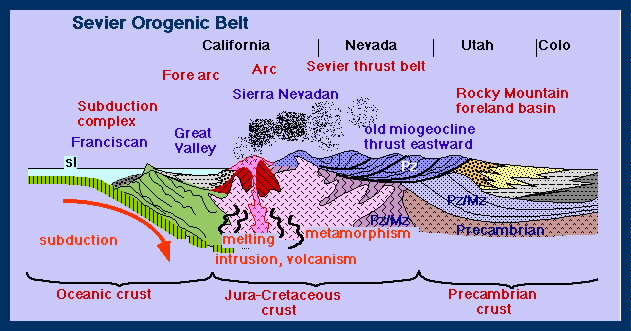 Sevier Orogenic Belt
California
Nevada
Utah
Colo
Fore arc
Arc
Sevier thrust belt
Sierra Nevadan
Rocky Mountain
foreland basin
Subduction
complex
Franciscan
Great
Valley
old miogeocline
thrust eastward
sl
Pz
Pz/Mz
Pz/Mz
Precambrian
subduction
melting
metamorphism
intrusion, volcanism
Oceanic crust
Jura-Cretaceous
crust
Precambrian
crust